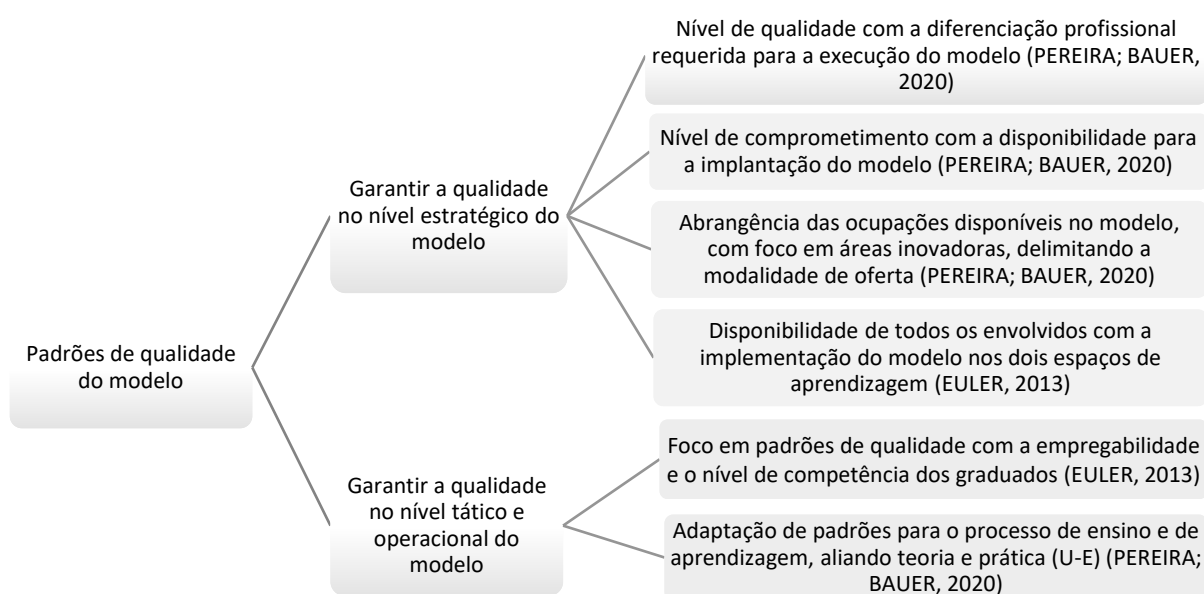 Padrões de qualidade
do modelo
Garantir a qualidade
no nível estratégico do
modelo
Nível de qualidade com a diferenciação profissional
requerida para a execução do modelo (PEREIRA; BAUER,
2020)
Nível de comprometimento com a disponibilidade para
a implantação do modelo (PEREIRA; BAUER, 2020)
Abrangência das ocupações disponíveis no modelo,
com foco em áreas inovadoras, delimitando a
modalidade de oferta (PEREIRA; BAUER, 2020)
Disponibilidade de todos os envolvidos com a
implementação do modelo nos dois espaços de
aprendizagem (EULER, 2013)
Garantir a qualidade
no nível tático e
operacional do
modelo
Foco em padrões de qualidade com a empregabilidade
e o nível de competência dos graduados (EULER, 2013)
Adaptação de padrões para o processo de ensino e de
aprendizagem, aliando teoria e prática (U-E) (PEREIRA;
BAUER, 2020)